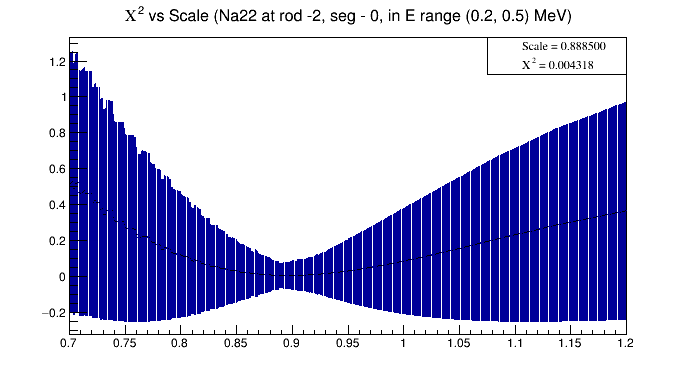 X² vs Scale (Na22 at rod -2, seg - 0, in E range (0.2, 0.5) MeV)
Scale = 0.888500
X² = 0.004318
1.2
1
0.8
0.6
0.4
0.2
0
−0.2
0.7 0.75 0.8 0.85 0.9 0.95 1 1.05 1.1 1.15 1.2